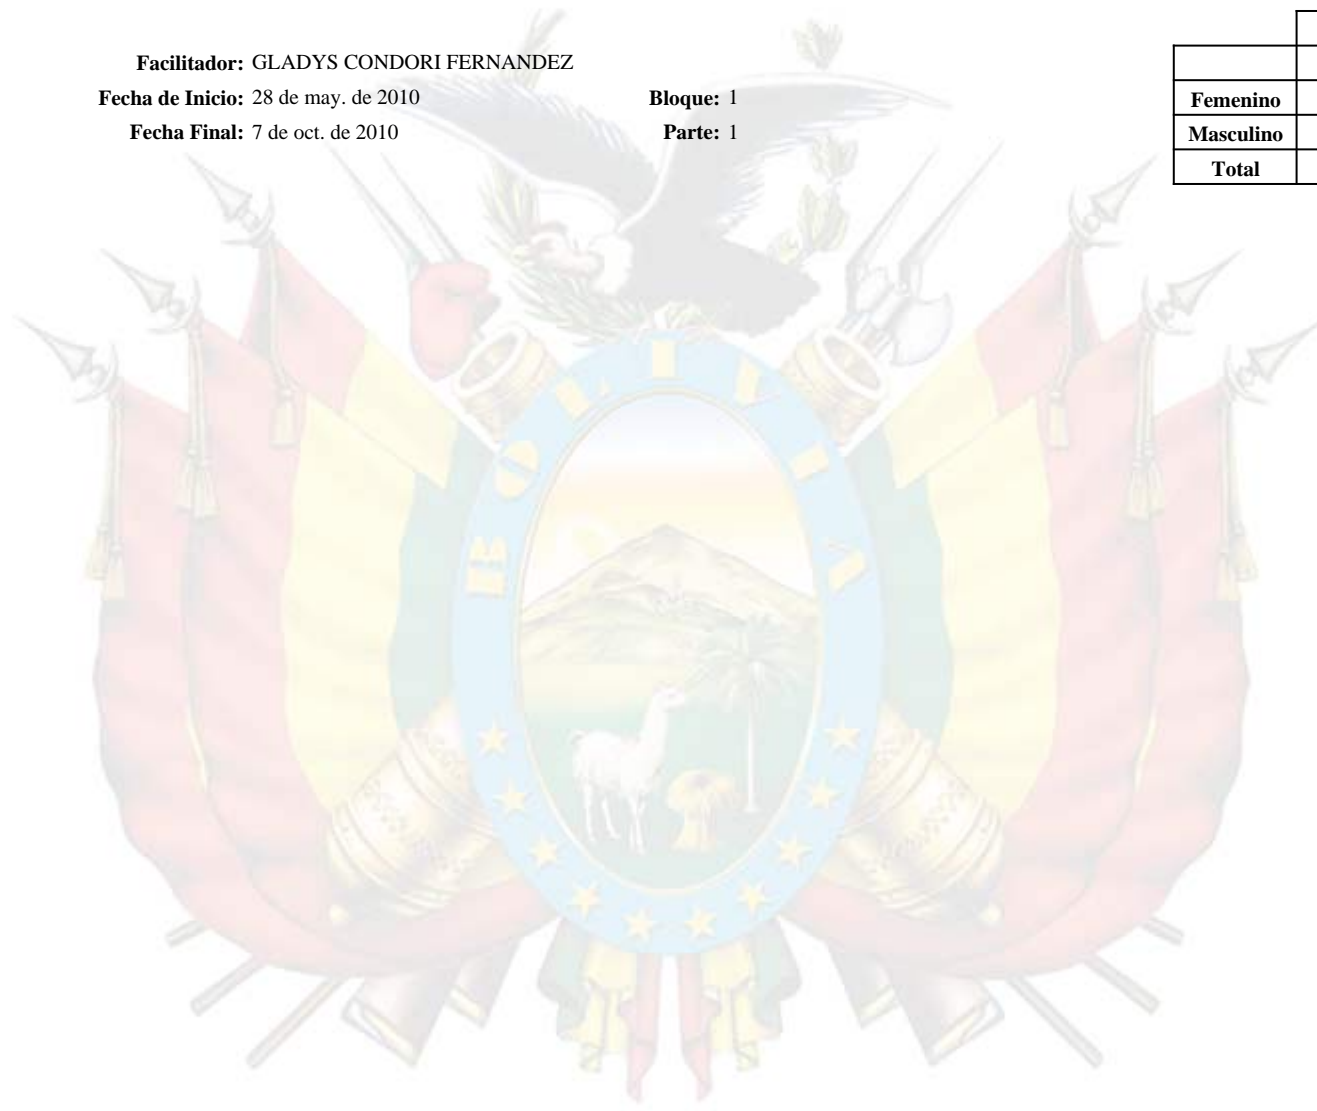 Facilitador: GLADYS CONDORI FERNANDEZ
Fecha de Inicio: 28 de may. de 2010 Bloque: 1
Fecha Final: 7 de oct. de 2010 Parte: 1
Femenino
Masculino
Total
BOLIVIA